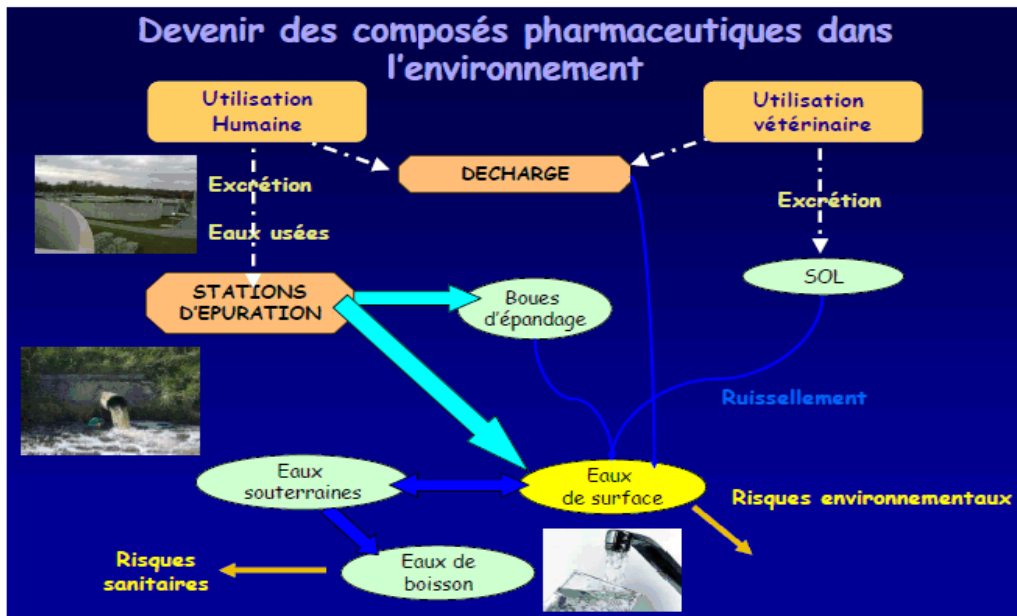 Devenir des composés pharmaceutiques dans
l'environnement
Utilisation
Humaine
Utilisation
vétérinaire
DECHARGE
Excrétion
Excrétion
Eaux usées
SOL
STATIONS
D'EPURATION
Boues
d'épandage
Ruissellement
Eaux
souterraines
Eaux
de surface
Risques environnementaux
Risques
sanitaires
Eaux de
boisson